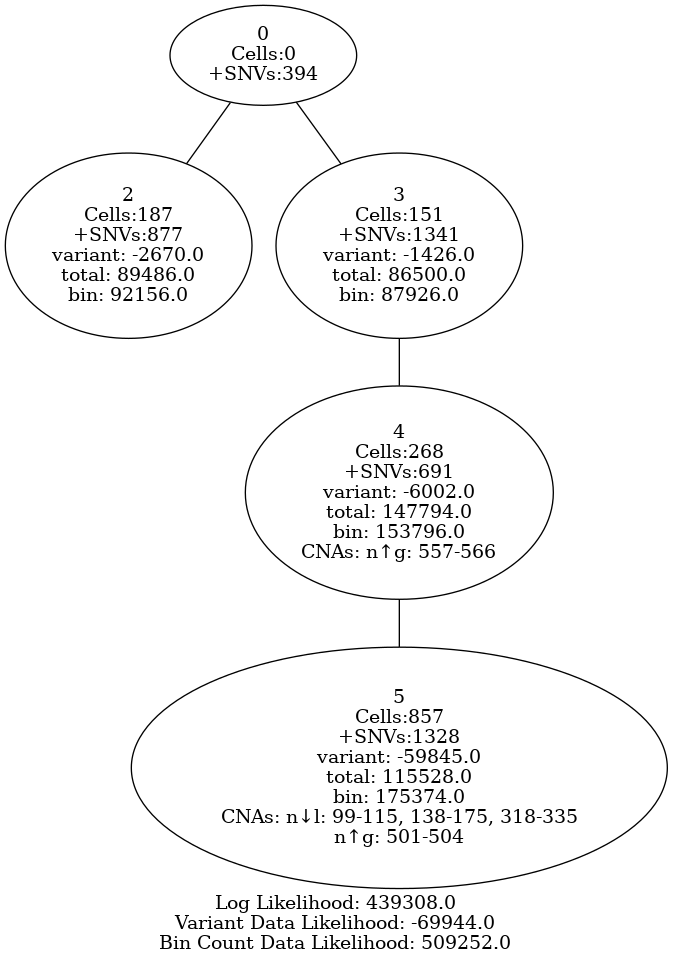 0
Cells:0
+SNVs:394
2
Cells:187
+SNVs:877
variant: -2670.0
total: 89486.0
bin: 92156.0
3
Cells:151
+SNVs:1341
variant: -1426.0
total: 86500.0
bin: 87926.0
4
Cells:268
+SNVs:691
variant: -6002.0
total: 147794.0
bin: 153796.0
CNAs: n↑g: 557-566
5
Cells:857
+SNVs:1328
variant: -59845.0
total: 115528.0
bin: 175374.0
CNAs: n↓l: 99-115, 138-175, 318-335
n↑g: 501-504
Log Likelihood: 439308.0
Variant Data Likelihood: -69944.0
Bin Count Data Likelihood: 509252.0